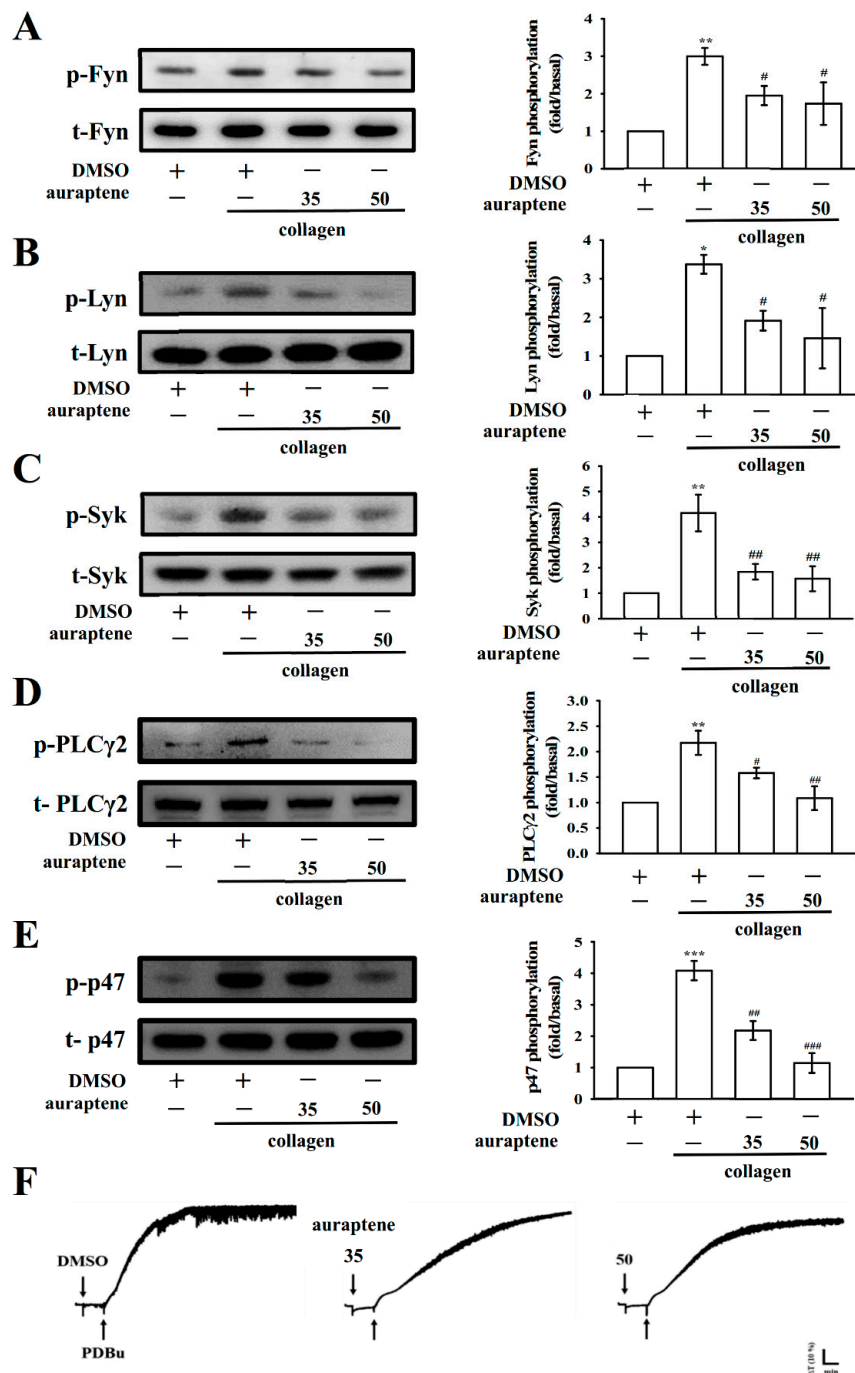 A
p-Fyn
t-Fyn
DMSO + + – –
auraptene – – 35 50
collagen
Fyn phosphorylation
(fold/basal)
4
3
2
1
0
**
#
#
DMSO + + – –
auraptene – – 35 50
collagen
B
p-Lyn
t-Lyn
DMSO + + – –
auraptene – – 35 50
collagen
Lyn phosphorylation
(fold/basal)
4
3
2
1
0
*
#
#
DMSO + + – –
auraptene – – 35 50
collagen
C
p-Syk
t-Syk
DMSO + + – –
auraptene – – 35 50
collagen
Syk phosphorylation
(fold/basal)
6
5
4
3
2
1
0
**
##
##
DMSO + + – –
auraptene – – 35 50
collagen
D
p-PLCγ2
t- PLCγ2
DMSO + + – –
auraptene – – 35 50
collagen
PLCγ2 phosphorylation
(fold/basal)
3.0
2.5
2.0
1.5
1.0
0.5
0.0
**
#
##
DMSO + + – –
auraptene – – 35 50
collagen
E
p-p47
t- p47
DMSO + + – –
auraptene – – 35 50
collagen
p47 phosphorylation
(fold/basal)
5
4
3
2
1
0
***
##
###
DMSO + + – –
auraptene – – 35 50
collagen
F
DMSO
PDBu
auraptene
35
50
T (10 %)
min